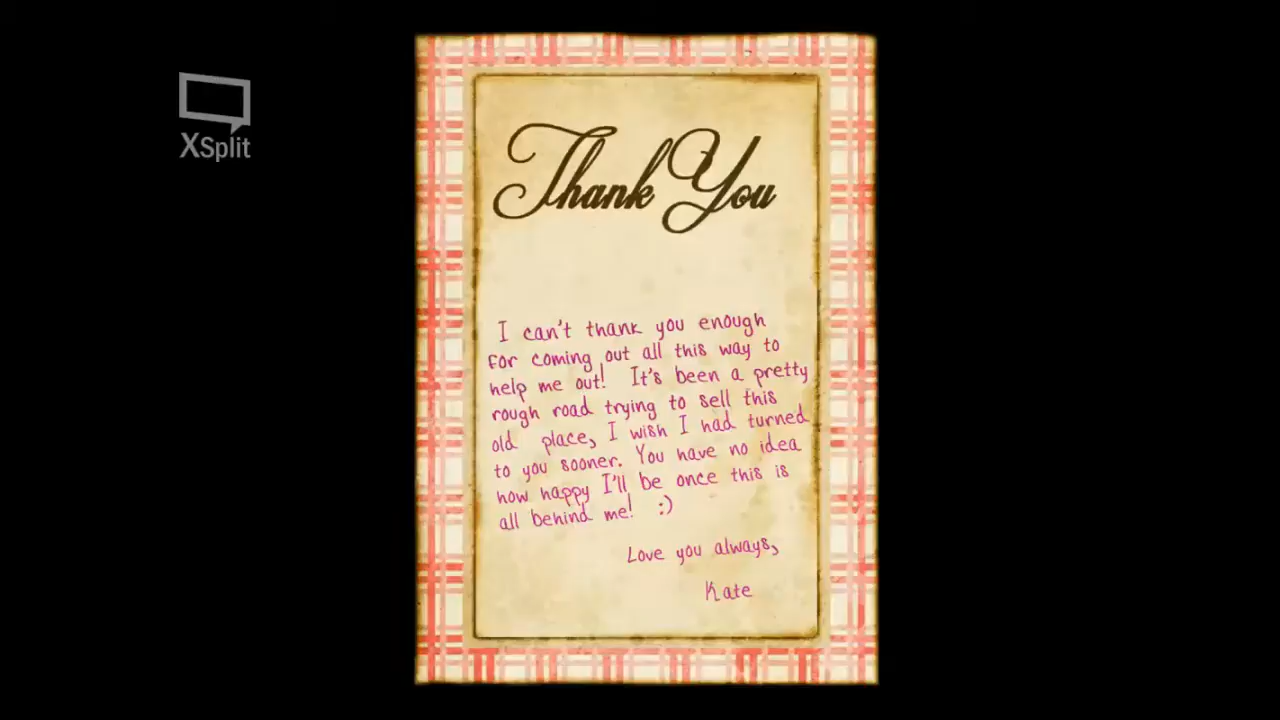 XSplit
Thank You
I can't thank you enough
for coming out all this way to
help me out! It's been a pretty
rough road trying to sell this
old place, I wish I had turned
to you sooner. You have no idea
how happy I'll be once this is
all behind me! :)
Love you always,
Kate